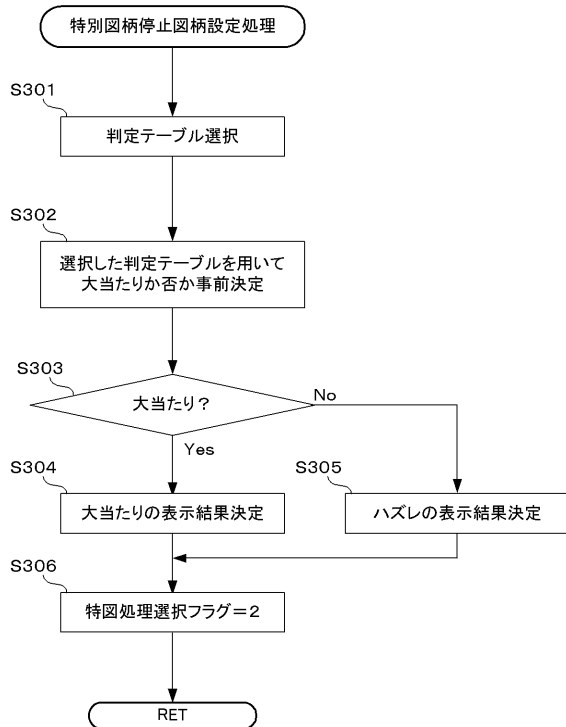 特別図柄停止図柄設定処理
S301
判定テーブル選択
S302
選択した判定テーブルを用いて
大当たりか否か事前決定
S303
大当たり？
No
Yes
S304
大当たりの表示結果決定
S305
ハズレの表示結果決定
S306
特図処理選択フラグ＝2
RET